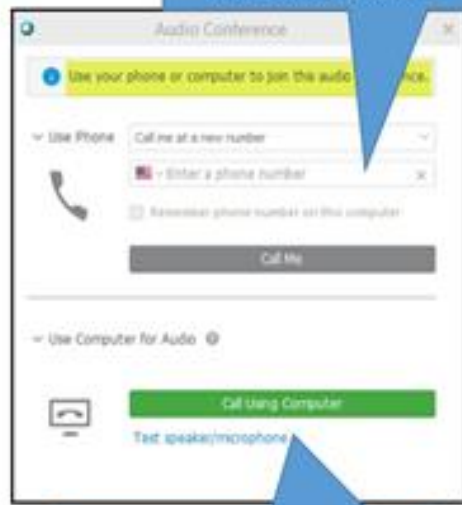 Audio Conference
Use your phone or computer to join this audio
Use Phone
Call me at a new number
Enter a phone number
Remember phone number on this computer
Call Me
Use Computer for Audio
Call Using Computer
Test speaker/microphone